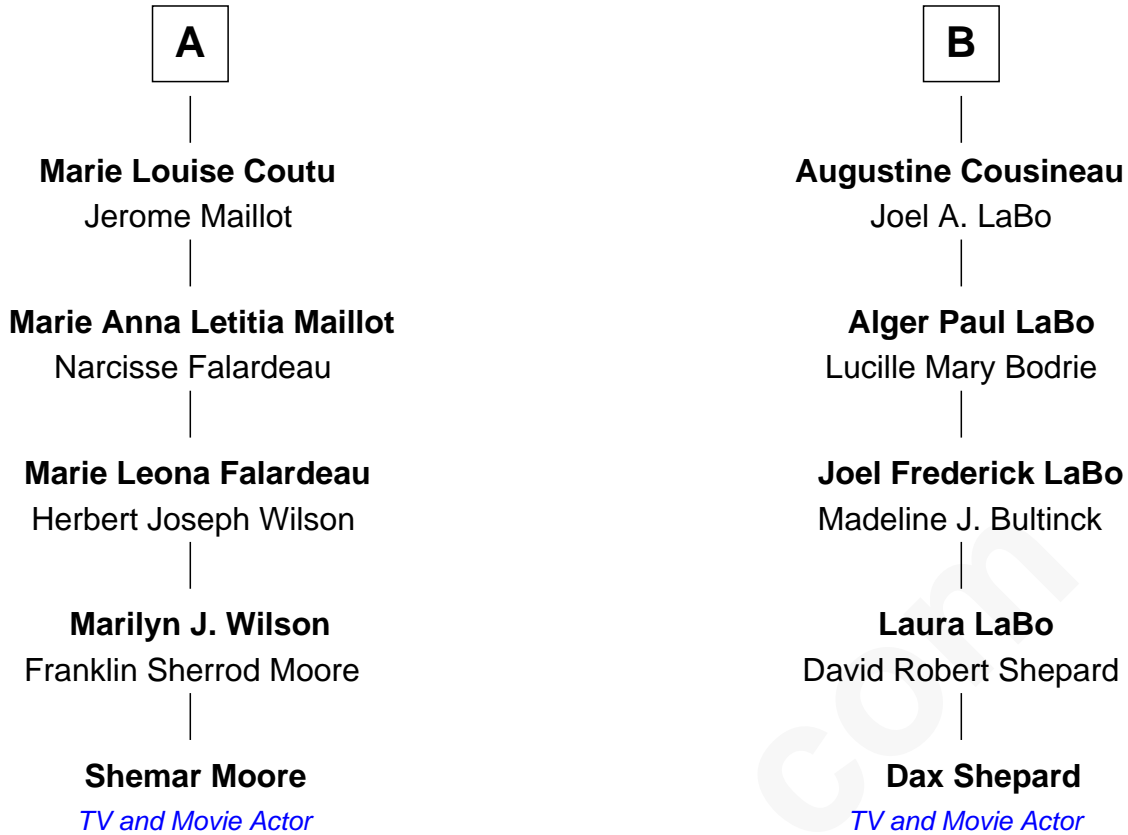 A
Marie Louise Coutu
Jerome Maillot
Marie Anna Letitia Maillot
Narcisse Falardeau
Marie Leona Falardeau
Herbert Joseph Wilson
Marilyn J. Wilson
Franklin Sherrod Moore
Shemar Moore
TV and Movie Actor
B
Augustine Cousineau
Joel A. LaBo
Alger Paul LaBo
Lucille Mary Bodrie
Joel Frederick LaBo
Madeline J. Bultinck
Laura LaBo
David Robert Shepard
Dax Shepard
TV and Movie Actor
com